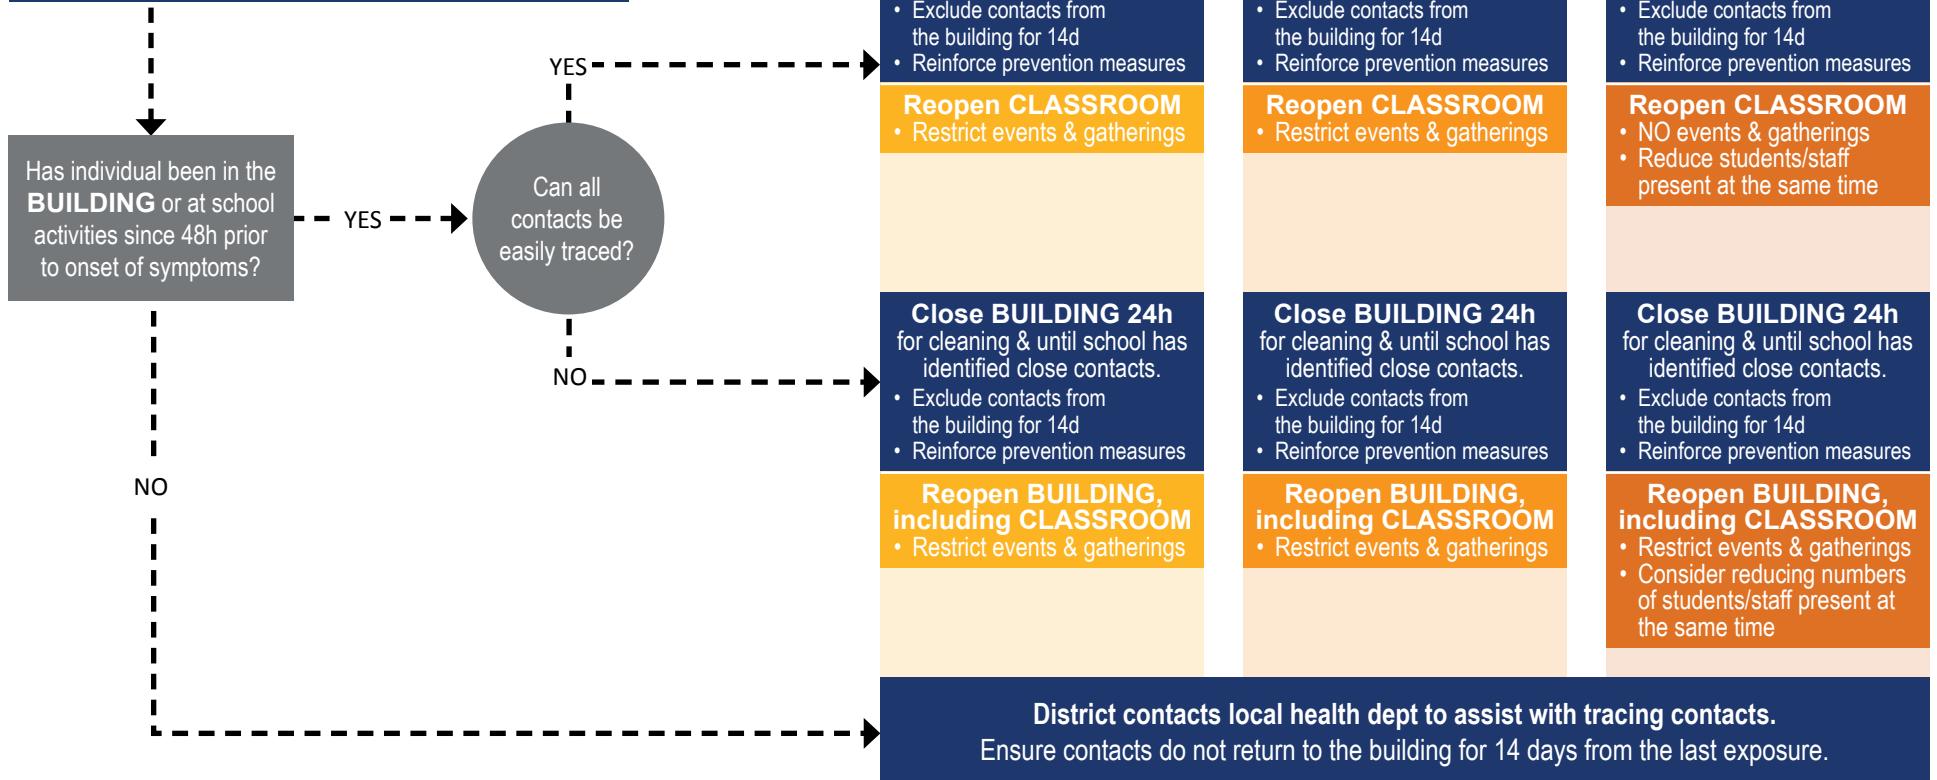 Has individual been in the
BUILDING or at school
activities since 48h prior
to onset of symptoms?
YES
Can all
contacts be
easily traced?
YES
NO
NO
• Exclude contacts from
the building for 14d
• Reinforce prevention measures
Reopen CLASSROOM
• Restrict events & gatherings
• Exclude contacts from
the building for 14d
• Reinforce prevention measures
Reopen CLASSROOM
• Restrict events & gatherings
• Exclude contacts from
the building for 14d
• Reinforce prevention measures
Reopen CLASSROOM
• NO events & gatherings
• Reduce students/staff
present at the same time
Close BUILDING 24h
for cleaning & until school has
identified close contacts.
• Exclude contacts from
the building for 14d
• Reinforce prevention measures
Reopen BUILDING,
including CLASSROOM
• Restrict events & gatherings
Close BUILDING 24h
for cleaning & until school has
identified close contacts.
• Exclude contacts from
the building for 14d
• Reinforce prevention measures
Reopen BUILDING,
including CLASSROOM
• Restrict events & gatherings
Close BUILDING 24h
for cleaning & until school has
identified close contacts.
• Exclude contacts from
the building for 14d
• Reinforce prevention measures
Reopen BUILDING,
including CLASSROOM
• Restrict events & gatherings
• Consider reducing numbers
of students/staff present at
the same time
District contacts local health dept to assist with tracing contacts.
Ensure contacts do not return to the building for 14 days from the last exposure.